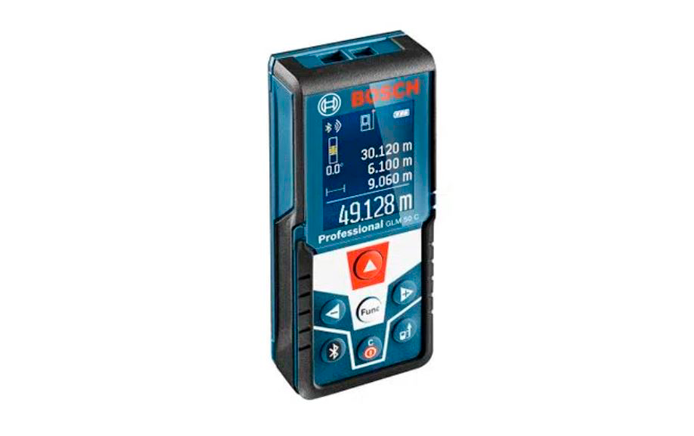 BOSCH
0.0°
30.120 m
6.100 m
9.060 m
49.128 m
Professional GLM 50 C
Func
C